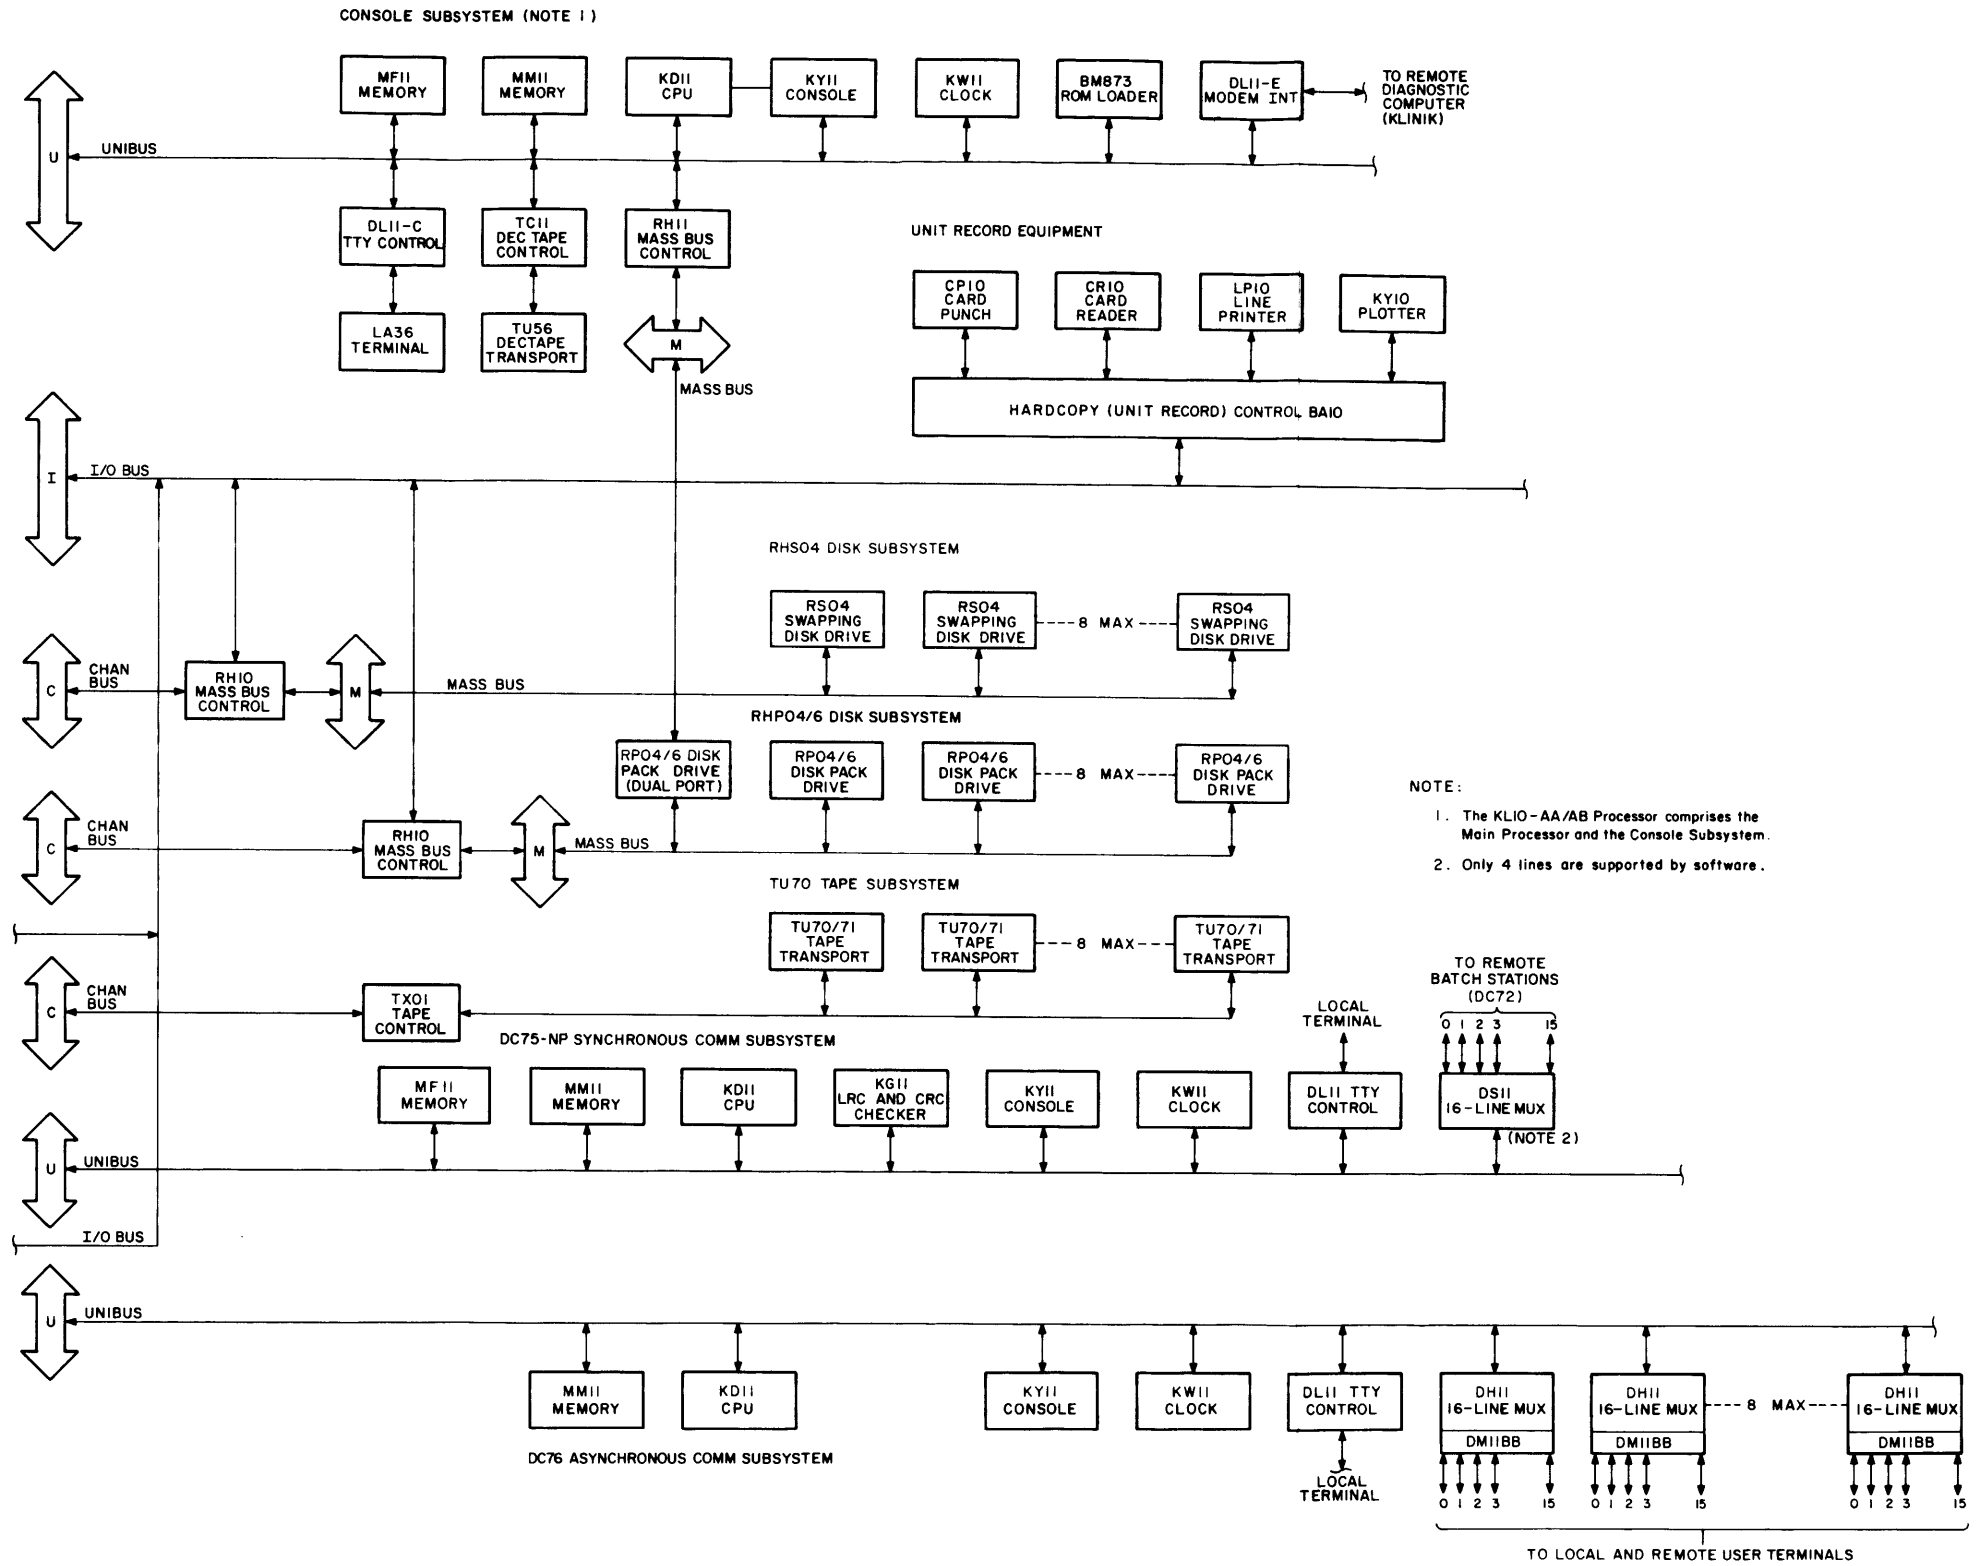 CONSOLE SUBSYSTEM (NOTE 1)
MF11
MEMORY
MM11
MEMORY
KD11
CPU
KY11
CONSOLE
KW11
CLOCK
BM873
ROM LOADER
DL11-E
MODEM INT
TO REMOTE
DIAGNOSTIC
COMPUTER
(KLINIK)
U
UNIBUS
DL11-C
TTY CONTROL
TC11
DEC TAPE
CONTROL
RH11
MASS BUS
CONTROL
UNIT RECORD EQUIPMENT
LA36
TERMINAL
TU56
DECTAPE
TRANSPORT
M
MASS BUS
CP10
CARD
PUNCH
CR10
CARD
READER
LP10
LINE
PRINTER
KY10
PLOTTER
HARDCOPY (UNIT RECORD) CONTROL BA10
I
I/O BUS
RHS04 DISK SUBSYSTEM
RS04
SWAPPING
DISK DRIVE
RS04
SWAPPING
DISK DRIVE
8 MAX
RS04
SWAPPING
DISK DRIVE
C
CHAN
BUS
RH10
MASS BUS
CONTROL
M
MASS BUS
RHP04/6 DISK SUBSYSTEM
RP04/6 DISK
PACK DRIVE
(DUAL PORT)
RP04/6
DISK PACK
DRIVE
RP04/6
DISK PACK
DRIVE
8 MAX
RP04/6
DISK PACK
DRIVE
C
CHAN
BUS
RH10
MASS BUS
CONTROL
M
MASS BUS
NOTE:
1. The KL10-AA/AB Processor comprises the
Main Processor and the Console Subsystem.
2. Only 4 lines are supported by software.
TU70 TAPE SUBSYSTEM
TU70/71
TAPE
TRANSPORT
TU70/71
TAPE
TRANSPORT
8 MAX
TU70/71
TAPE
TRANSPORT
C
CHAN
BUS
TX01
TAPE
CONTROL
DC75-NP SYNCHRONOUS COMM SUBSYSTEM
LOCAL
TERMINAL
TO REMOTE
BATCH STATIONS
(DC72)
0 1 2 3 15
MF11
MEMORY
MM11
MEMORY
KD11
CPU
KG11
LRC AND CRC
CHECKER
KY11
CONSOLE
KW11
CLOCK
DL11 TTY
CONTROL
DS11
16-LINE MUX
(NOTE 2)
U
UNIBUS
I/O BUS
U
UNIBUS
MM11
MEMORY
KD11
CPU
KY11
CONSOLE
KW11
CLOCK
DL11 TTY
CONTROL
DH11
16-LINE MUX
DM11BB
DH11
16-LINE MUX
DM11BB
8 MAX
DH11
16-LINE MUX
DM11BB
DC76 ASYNCHRONOUS COMM SUBSYSTEM
LOCAL
TERMINAL
0 1 2 3 15
0 1 2 3 15
0 1 2 3 15
TO LOCAL AND REMOTE USER TERMINALS